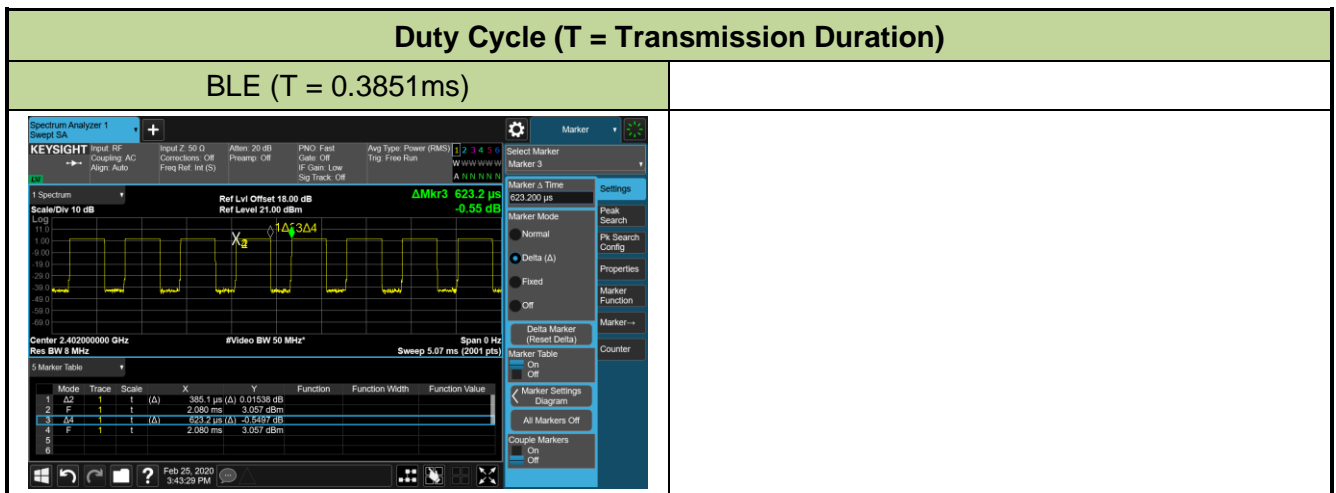 Duty Cycle (T = Transmission Duration)
BLE (T = 0.3851ms)
Spectrum Analyzer 1
Swept SA
Marker
KEYSIGHT
Input: RF
Coupling: AC
Align: Auto
Input Z: 50 Ω
Corrections: Off
Freq Ref: Int (S)
Atten: 20 dB
Preamp: Off
PNO: Fast
Gate: Off
IF Gain: Low
Sig Track: Off
Avg Type: Power (RMS)
Trig: Free Run
1 2 3 4 5 6
W W W W W W
A N N N N N
LXI
Select Marker
Marker 3
1 Spectrum
Scale/Div 10 dB
Ref Lvl Offset 18.00 dB
Ref Level 21.00 dBm
ΔMkr3 623.2 µs
-0.55 dB
Log
11.0
1.00
-9.00
-19.0
-29.0
-39.0
-49.0
-59.0
-69.0
3Δ4
Center 2.402000000 GHz
Res BW 8 MHz
#Video BW 50 MHz*
Span 0 Hz
Sweep 5.07 ms (2001 pts)
Marker Δ Time
623.200 µs
Marker Mode
Normal
Delta (Δ)
Fixed
Off
Delta Marker
(Reset Delta)
Marker Table
On
Off
Marker Settings
Diagram
All Markers Off
Couple Markers
On
Off
Settings
Peak
Search
Pk Search
Config
Properties
Marker
Function
Marker→
Counter
5 Marker Table
Mode Trace Scale X Y Function Function Width Function Value
1 Δ2 1 t (Δ) 385.1 µs (Δ) 0.01538 dB
2 F 1 t 2.080 ms 3.057 dBm
3 Δ4 1 t (Δ) 623.2 µs (Δ) -0.5497 dB
4 F 1 t 2.080 ms 3.057 dBm
5
6
?
Feb 25, 2020
3:43:29 PM